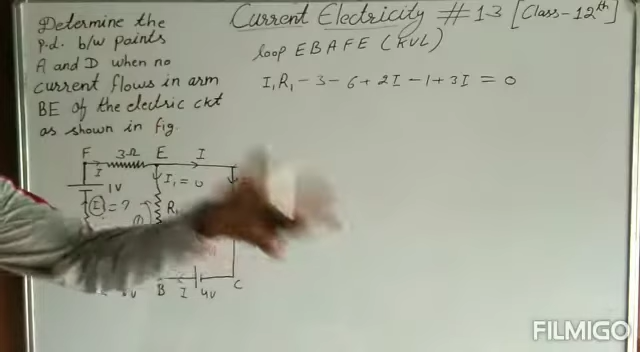 Current Electricity # 13 [Class-12th]
Determine the
p.d. b/w points
A and D when no
current flows in arm
BE of the electric ckt
as shown in fig.
loop EBAFE (KVL)
I₁R₁ - 3 - 6 + 2I - 1 + 3I = 0
F 3Ω E I
I I₁ = 0
1V
I = ? R₁
①
B I 4V C
FILMIGO